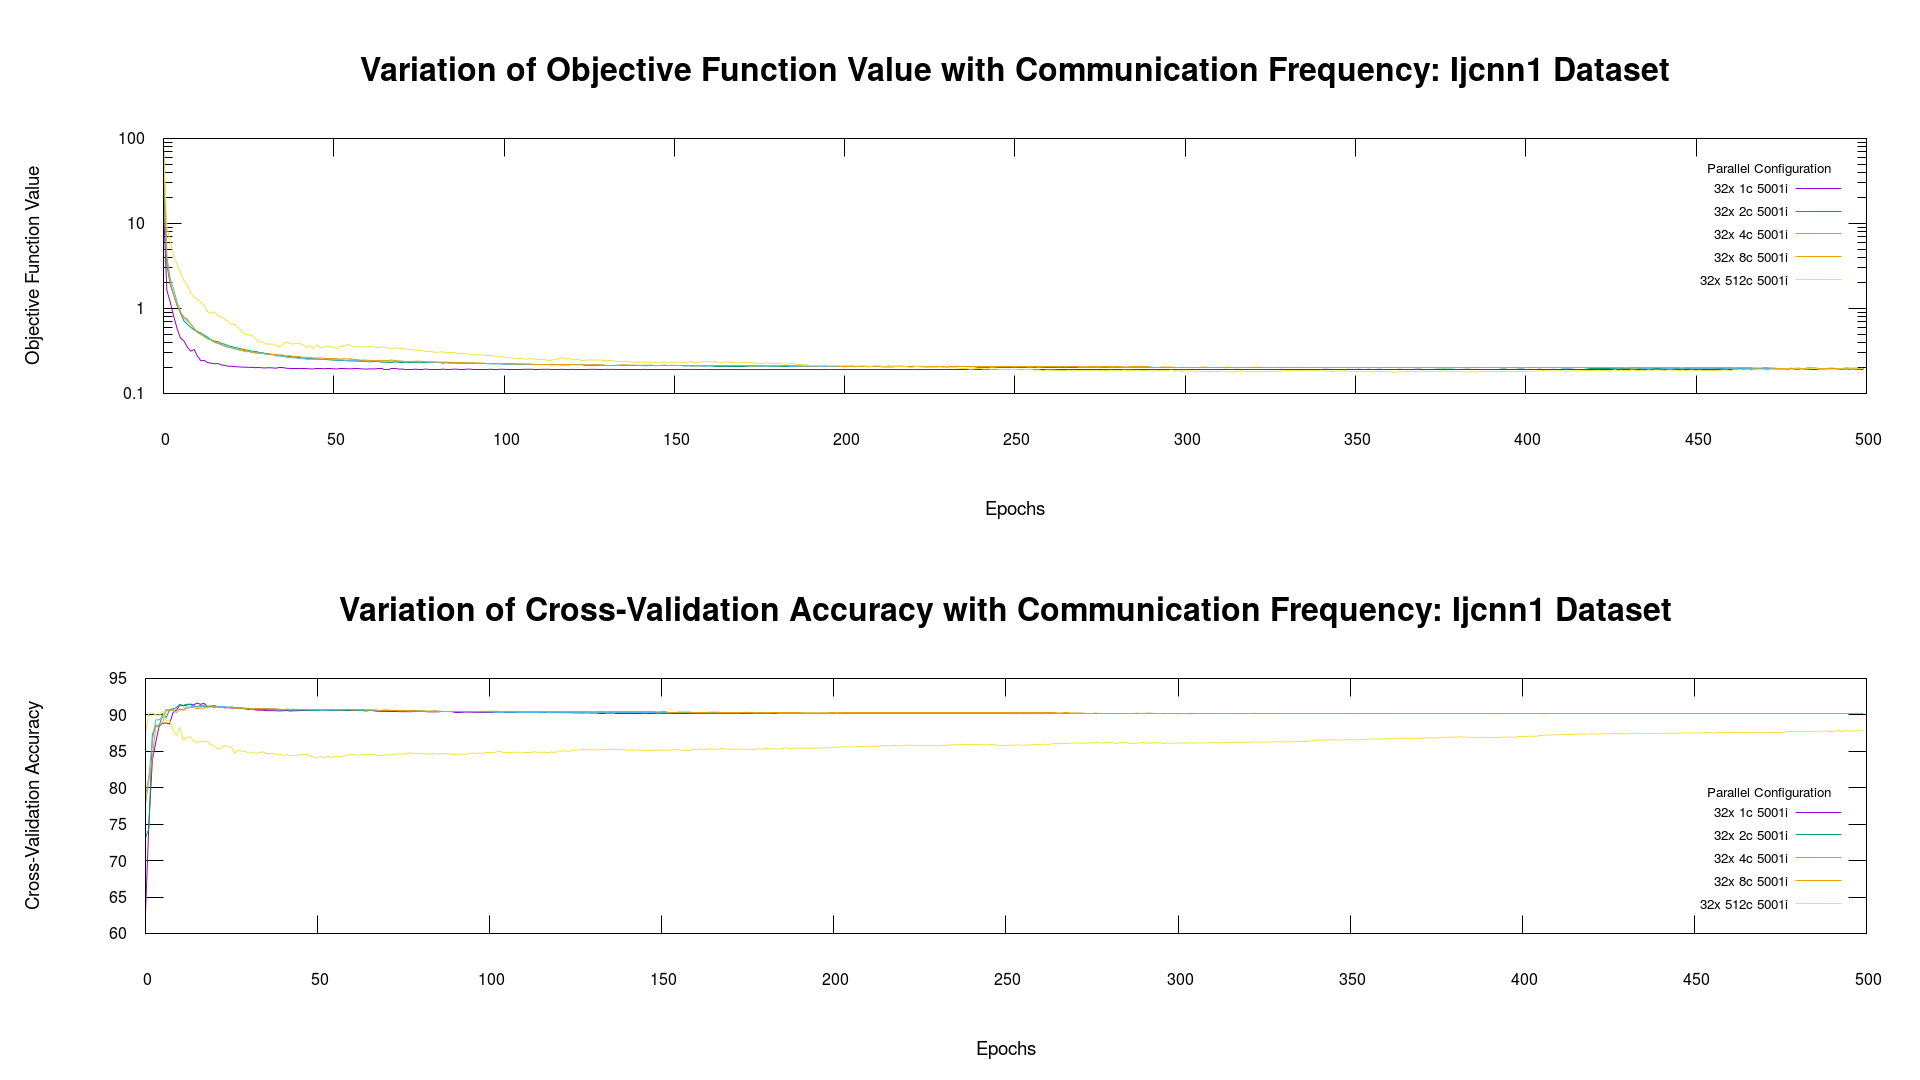 Variation of Objective Function Value with Communication Frequency: Ijcnn1 Dataset
Objective Function Value
100
10
1
0.1
Parallel Configuration
32x 1c 5001i
32x 2c 5001i
32x 4c 5001i
32x 8c 5001i
32x 512c 5001i
0 50 100 150 200 250 300 350 400 450 500
Epochs
Variation of Cross-Validation Accuracy with Communication Frequency: Ijcnn1 Dataset
Cross-Validation Accuracy
95
90
85
80
75
70
65
60
Parallel Configuration
32x 1c 5001i
32x 2c 5001i
32x 4c 5001i
32x 8c 5001i
32x 512c 5001i
0 50 100 150 200 250 300 350 400 450 500
Epochs